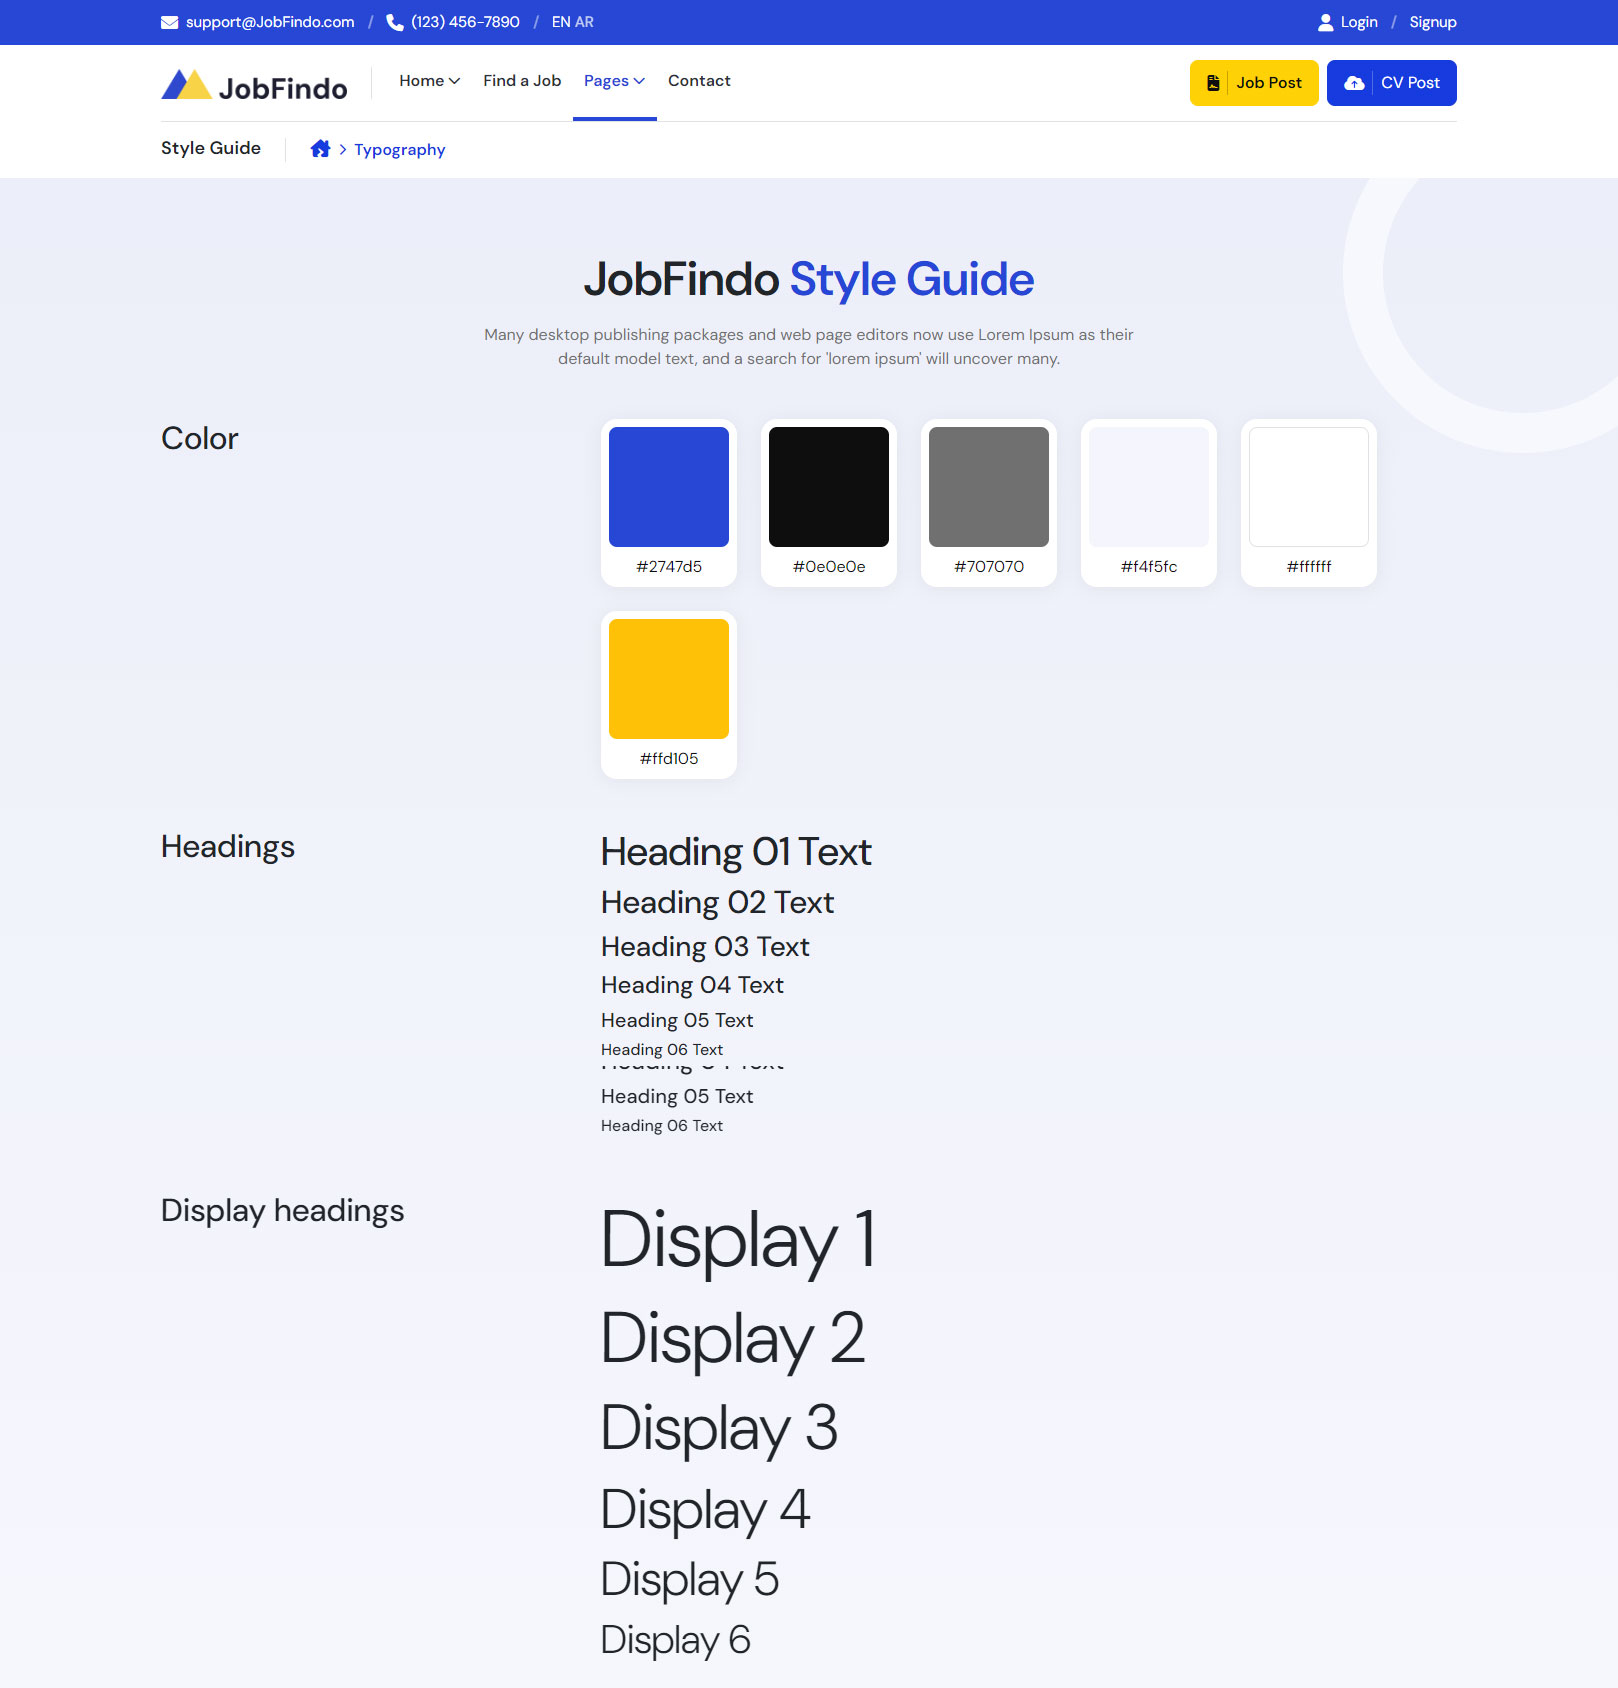 support@JobFindo.com / (123) 456-7890 / EN AR Login / Signup
JobFindo Home Find a Job Pages Contact Job Post CV Post
Style Guide Typography
JobFindo Style Guide
Many desktop publishing packages and web page editors now use Lorem Ipsum as their
default model text, and a search for 'lorem ipsum' will uncover many.
Color
#2747d5 #0e0e0e #707070 #f4f5fc #ffffff
#ffd105
Headings
Heading 01 Text
Heading 02 Text
Heading 03 Text
Heading 04 Text
Heading 05 Text
Heading 06 Text
Heading 04 Text
Heading 05 Text
Heading 06 Text
Display headings
Display 1
Display 2
Display 3
Display 4
Display 5
Display 6